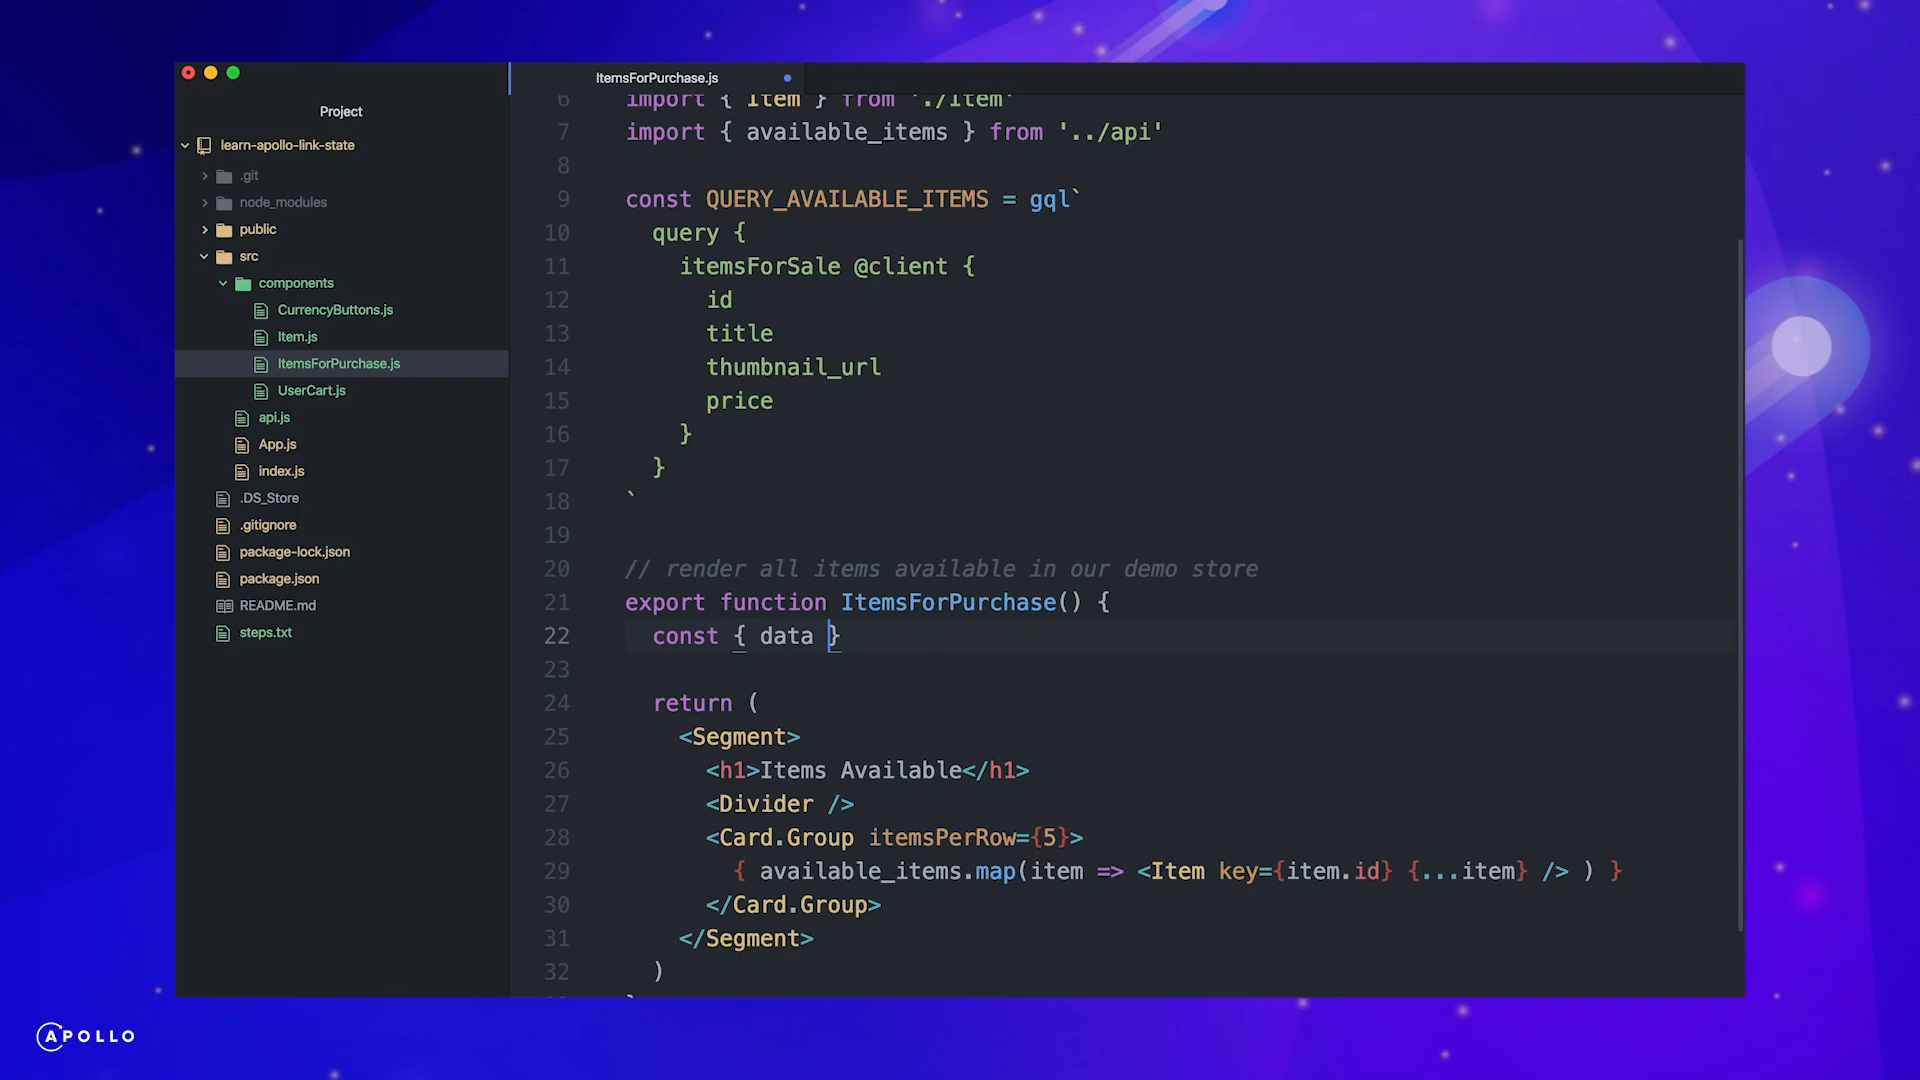 ItemsForPurchase.js
Project
learn-apollo-link-state
.git
node_modules
public
src
components
CurrencyButtons.js
Item.js
ItemsForPurchase.js
UserCart.js
api.js
App.js
index.js
.DS_Store
.gitignore
package-lock.json
package.json
README.md
steps.txt
6 import { Item } from './Item'
7 import { available_items } from '../api'
8
9 const QUERY_AVAILABLE_ITEMS = gql`
10 query {
11 itemsForSale @client {
12 id
13 title
14 thumbnail_url
15 price
16 }
17 }
18 `
19
20 // render all items available in our demo store
21 export function ItemsForPurchase() {
22 const { data }
23
24 return (
25 <Segment>
26 <h1>Items Available</h1>
27 <Divider />
28 <Card.Group itemsPerRow={5}>
29 { available_items.map(item => <Item key={item.id} {...item} /> ) }
30 </Card.Group>
31 </Segment>
32 )
APOLLO